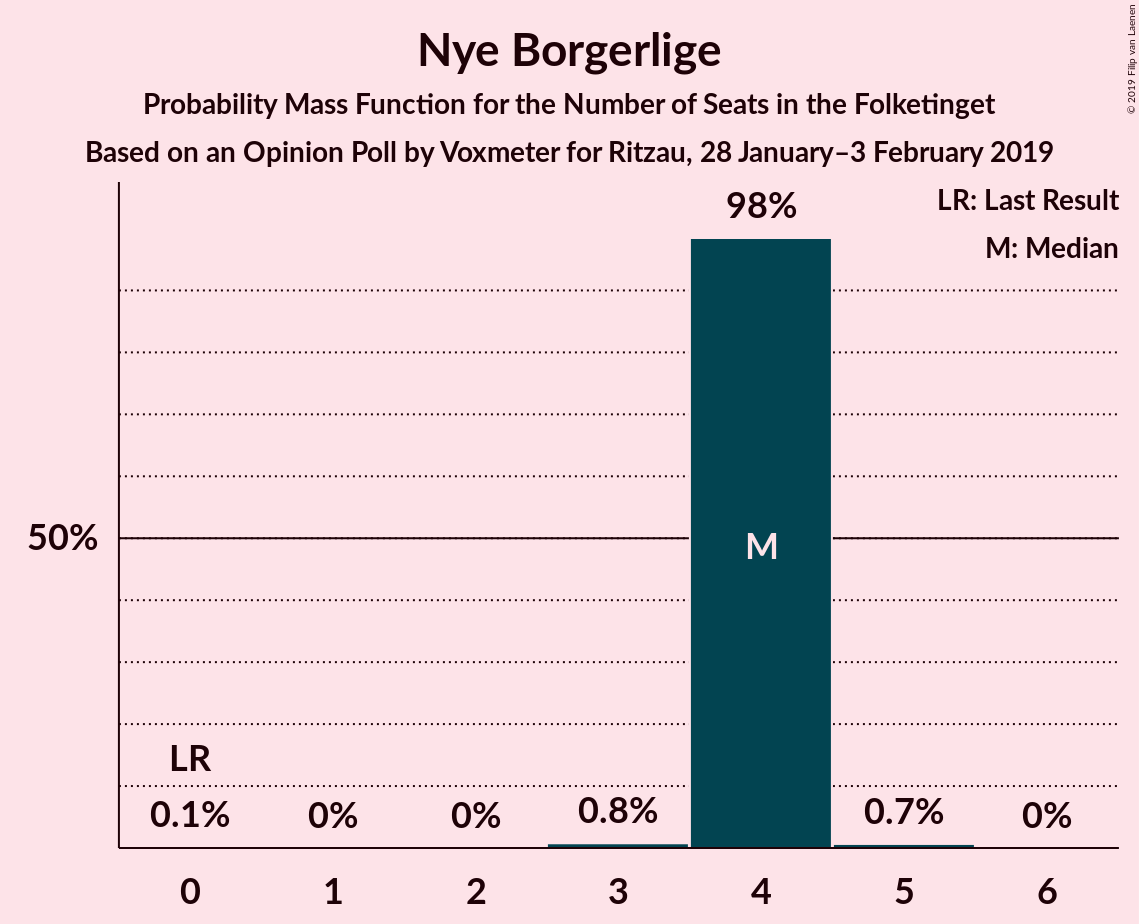 Nye Borgerlige
Probability Mass Function for the Number of Seats in the Folketinget
Based on an Opinion Poll by Voxmeter for Ritzau, 28 January–3 February 2019
© 2019 Filip van Laenen
LR: Last Result
M: Median
98%
50%
M
LR
0.1%
0%
0%
0.8%
0.7%
0%
0
1
2
3
4
5
6